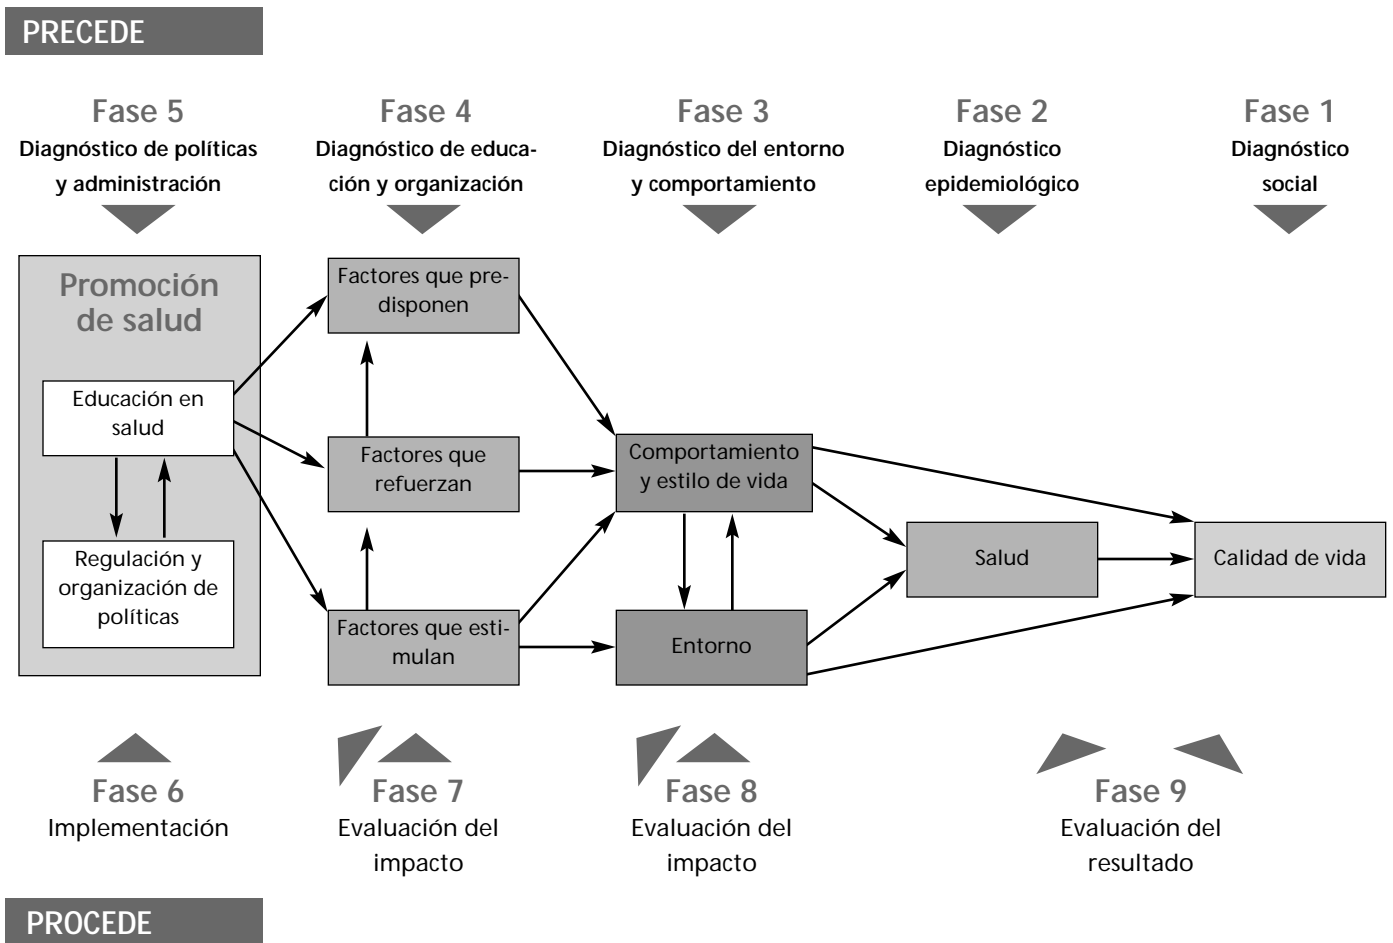 PRECEDE
Fase 5
Diagnóstico de políticas
y administración
Fase 4
Diagnóstico de educa-
ción y organización
Fase 3
Diagnóstico del entorno
y comportamiento
Fase 2
Diagnóstico
epidemiológico
Fase 1
Diagnóstico
social
Promoción
de salud
Educación en
salud
Regulación y
organización de
políticas
Factores que pre-
disponen
Factores que
refuerzan
Factores que esti-
mulan
Comportamiento
y estilo de vida
Entorno
Salud
Calidad de vida
Fase 6
Implementación
Fase 7
Evaluación del
impacto
Fase 8
Evaluación del
impacto
Fase 9
Evaluación del
resultado
PROCEDE